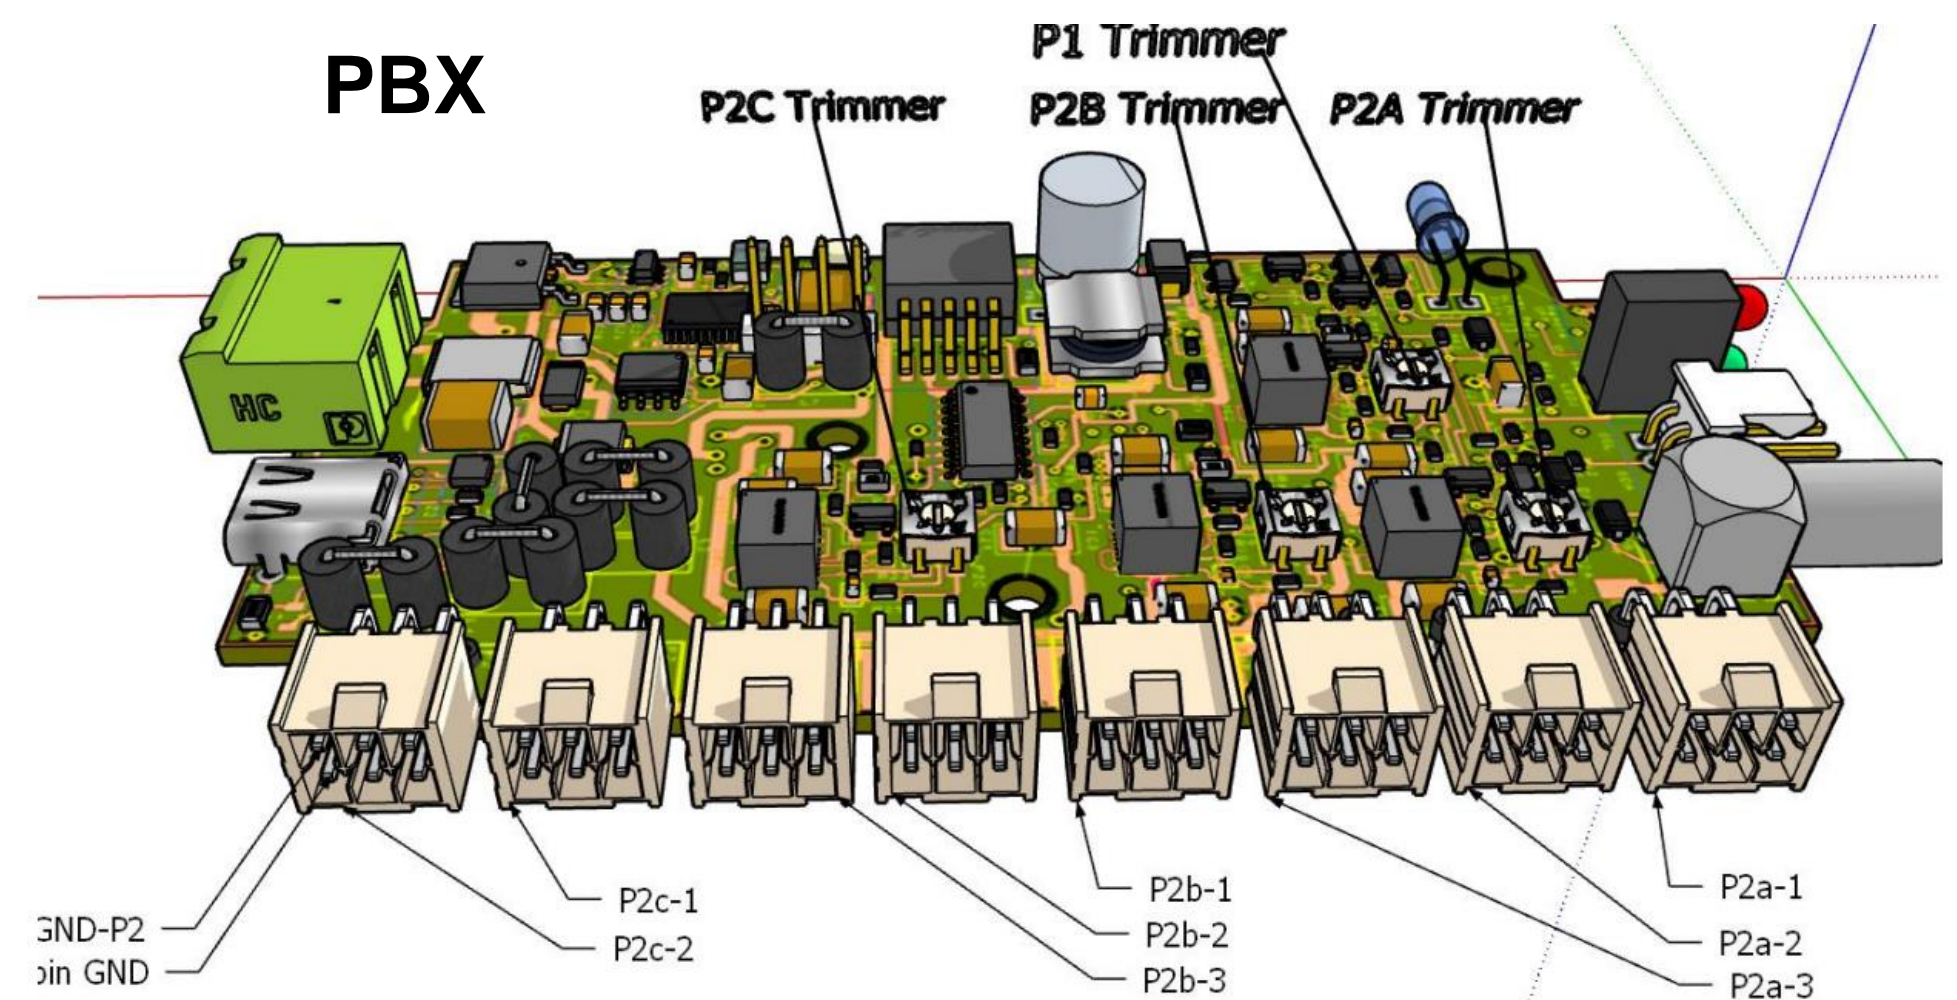 PBX
P1 Trimmer
P2C Trimmer
P2B Trimmer
P2A Trimmer
HC
P2c-1
P2c-2
P2b-1
P2b-2
P2b-3
P2a-1
P2a-2
P2a-3
GND-P2
pin GND